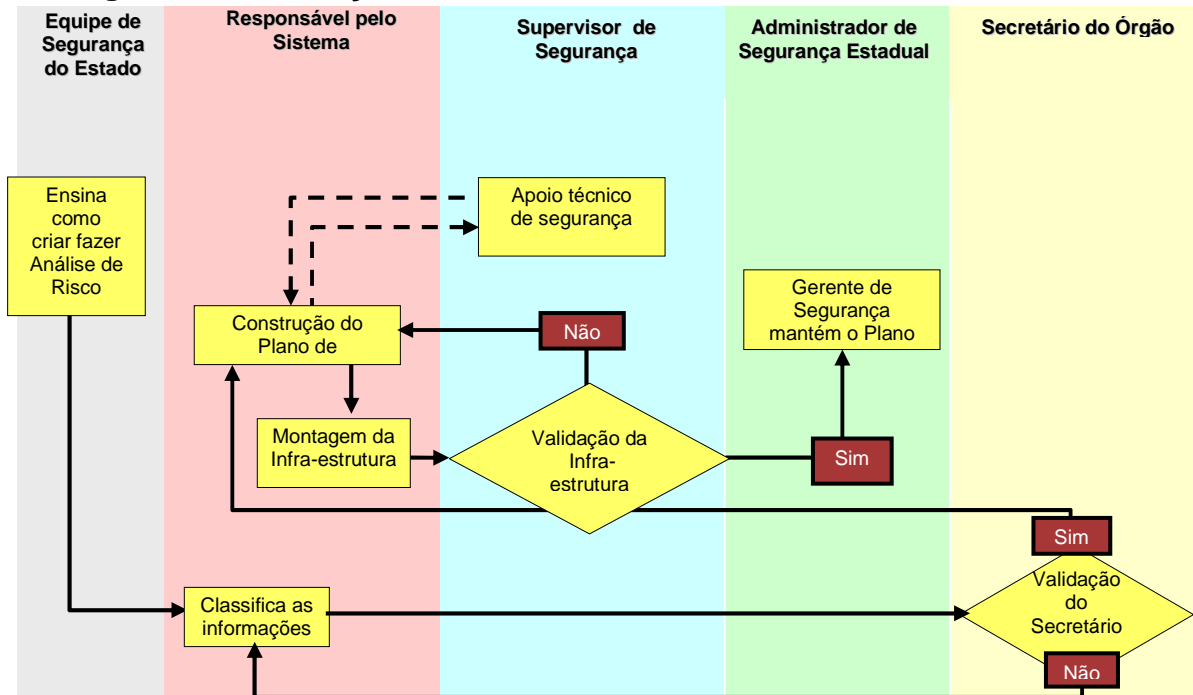 Equipe de
Segurança
do Estado
Responsável pelo
Sistema
Supervisor de
Segurança
Administrador de
Segurança Estadual
Secretário do Órgão
Ensina
como
criar fazer
Análise de
Risco
Apoio técnico
de segurança
Construção do
Plano de
Não
Gerente de
Segurança
mantém o Plano
Montagem da
Infra-estrutura
Validação da
Infra-
estrutura
Sim
Sim
Classifica as
informações
Validação
do
Secretário
Não